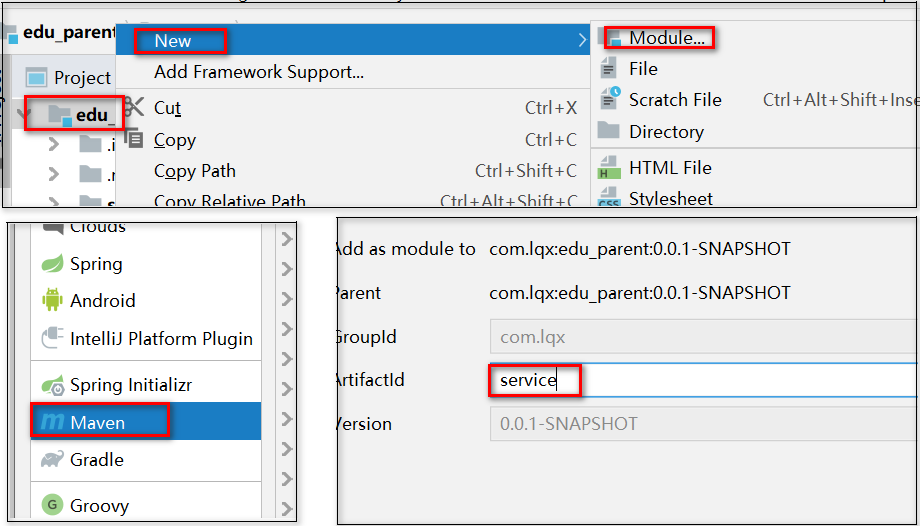 edu_parent
New
Module...
Project
Add Framework Support...
File
edu_
Cut Ctrl+X
Scratch File Ctrl+Alt+Shift+Inse
.i
Copy Ctrl+C
Directory
.r
Copy Path Ctrl+Shift+C
HTML File
s
Copy Relative Path Ctrl+Alt+Shift+C
Stylesheet
Clouds
Spring
Android
IntelliJ Platform Plugin
Spring Initializr
Maven
Gradle
Groovy
Add as module to com.lqx:edu_parent:0.0.1-SNAPSHOT
Parent com.lqx:edu_parent:0.0.1-SNAPSHOT
GroupId com.lqx
ArtifactId service
Version 0.0.1-SNAPSHOT